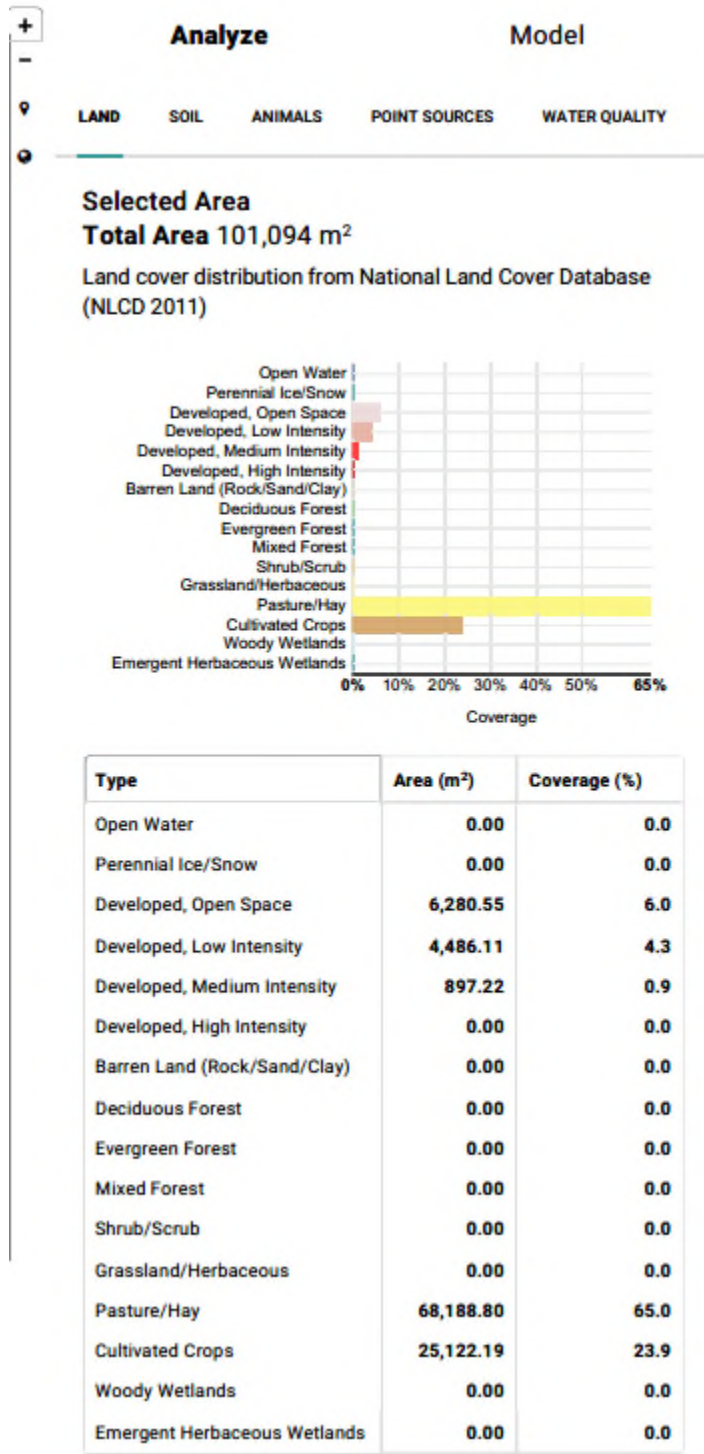 +
Analyze Model
−
LAND SOIL ANIMALS POINT SOURCES WATER QUALITY
Selected Area
Total Area 101,094 m²
Land cover distribution from National Land Cover Database
(NLCD 2011)
Open Water
Perennial Ice/Snow
Developed, Open Space
Developed, Low Intensity
Developed, Medium Intensity
Developed, High Intensity
Barren Land (Rock/Sand/Clay)
Deciduous Forest
Evergreen Forest
Mixed Forest
Shrub/Scrub
Grassland/Herbaceous
Pasture/Hay
Cultivated Crops
Woody Wetlands
Emergent Herbaceous Wetlands
0% 10% 20% 30% 40% 50% 65%
Coverage
Type Area (m²) Coverage (%)
Open Water 0.00 0.0
Perennial Ice/Snow 0.00 0.0
Developed, Open Space 6,280.55 6.0
Developed, Low Intensity 4,486.11 4.3
Developed, Medium Intensity 897.22 0.9
Developed, High Intensity 0.00 0.0
Barren Land (Rock/Sand/Clay) 0.00 0.0
Deciduous Forest 0.00 0.0
Evergreen Forest 0.00 0.0
Mixed Forest 0.00 0.0
Shrub/Scrub 0.00 0.0
Grassland/Herbaceous 0.00 0.0
Pasture/Hay 68,188.80 65.0
Cultivated Crops 25,122.19 23.9
Woody Wetlands 0.00 0.0
Emergent Herbaceous Wetlands 0.00 0.0